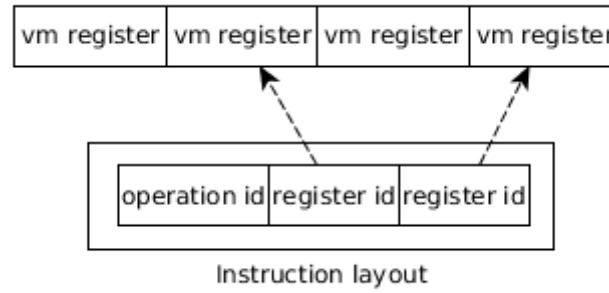 vm register vm register vm register vm register
operation id register id register id
Instruction layout